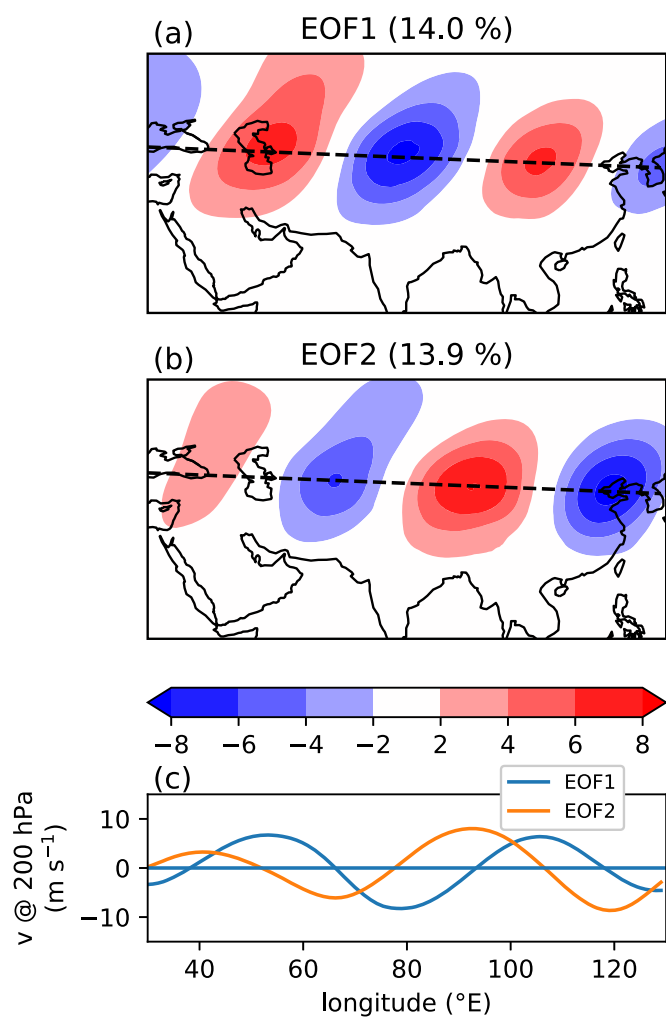 (a) EOF1 (14.0 %)
(b) EOF2 (13.9 %)
−8 −6 −4 −2 2 4 6 8
(c)
EOF1
EOF2
v @ 200 hPa
(m s⁻¹)
10
0
−10
40 60 80 100 120
longitude (°E)